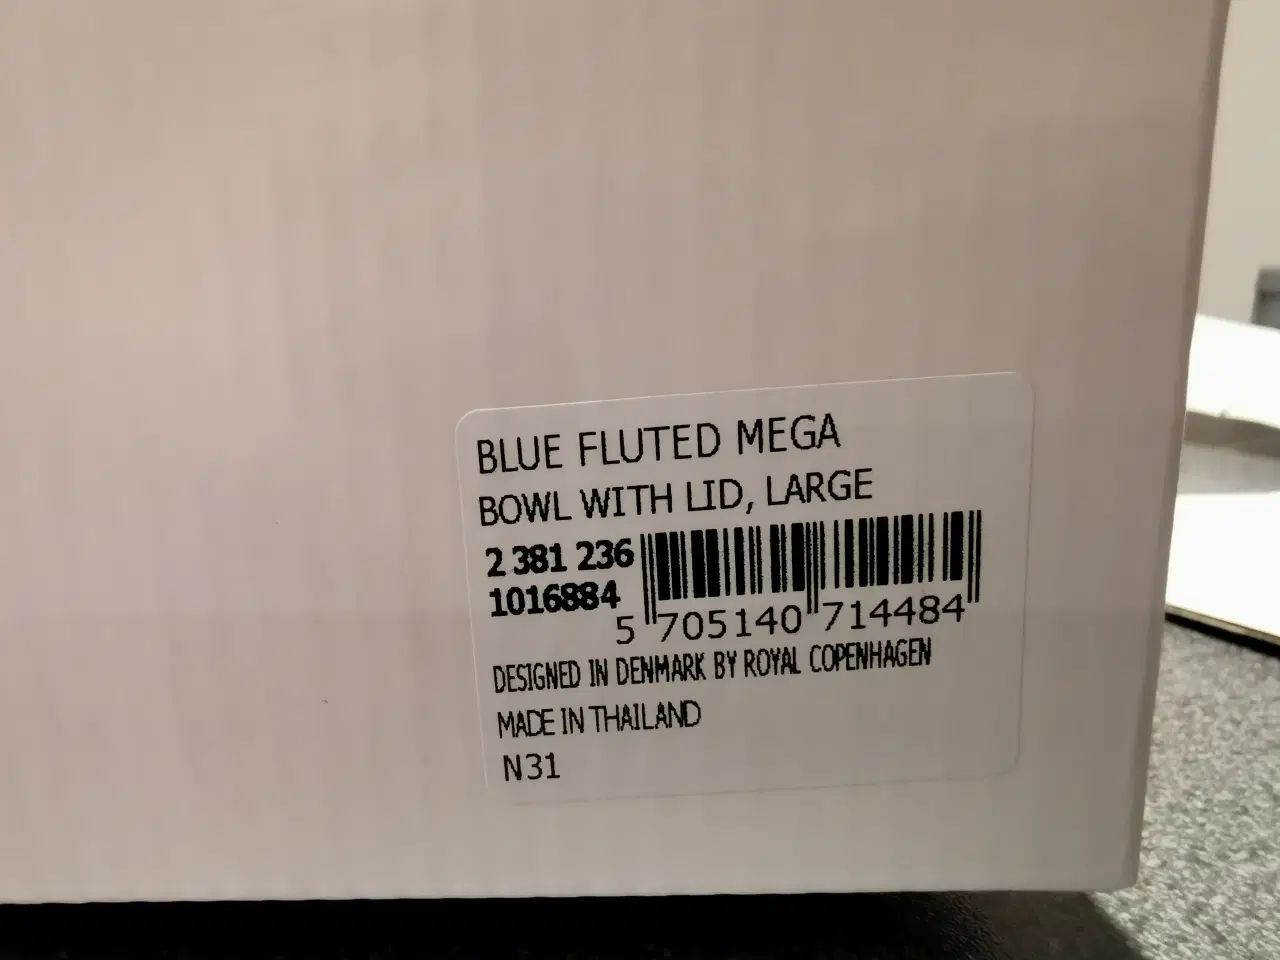 BLUE FLUTED MEGA
BOWL WITH LID, LARGE
2 381 236
1016884
5 705140 714484
DESIGNED IN DENMARK BY ROYAL COPENHAGEN
MADE IN THAILAND
N31